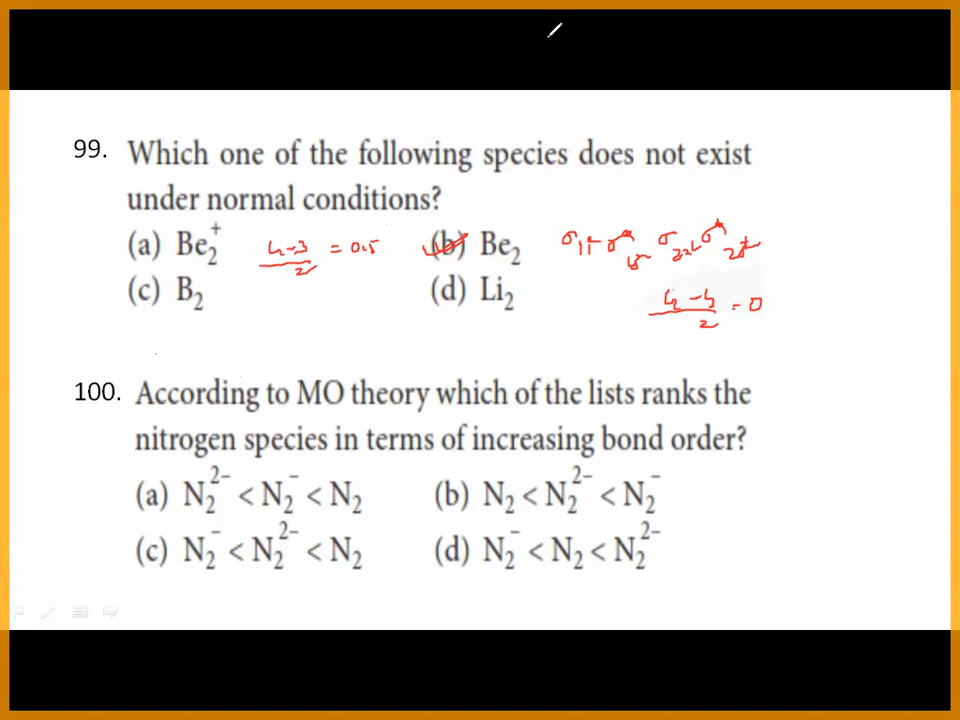 99. Which one of the following species does not exist
under normal conditions?
(a) Be₂⁺ (4-3)/2 = 0.5 (b) Be₂
(c) B₂ (d) Li₂ (4-4)/2 = 0
100. According to MO theory which of the lists ranks the
nitrogen species in terms of increasing bond order?
(a) N₂²⁻ < N₂⁻ < N₂ (b) N₂ < N₂²⁻ < N₂⁻
(c) N₂⁻ < N₂²⁻ < N₂ (d) N₂⁻ < N₂ < N₂²⁻